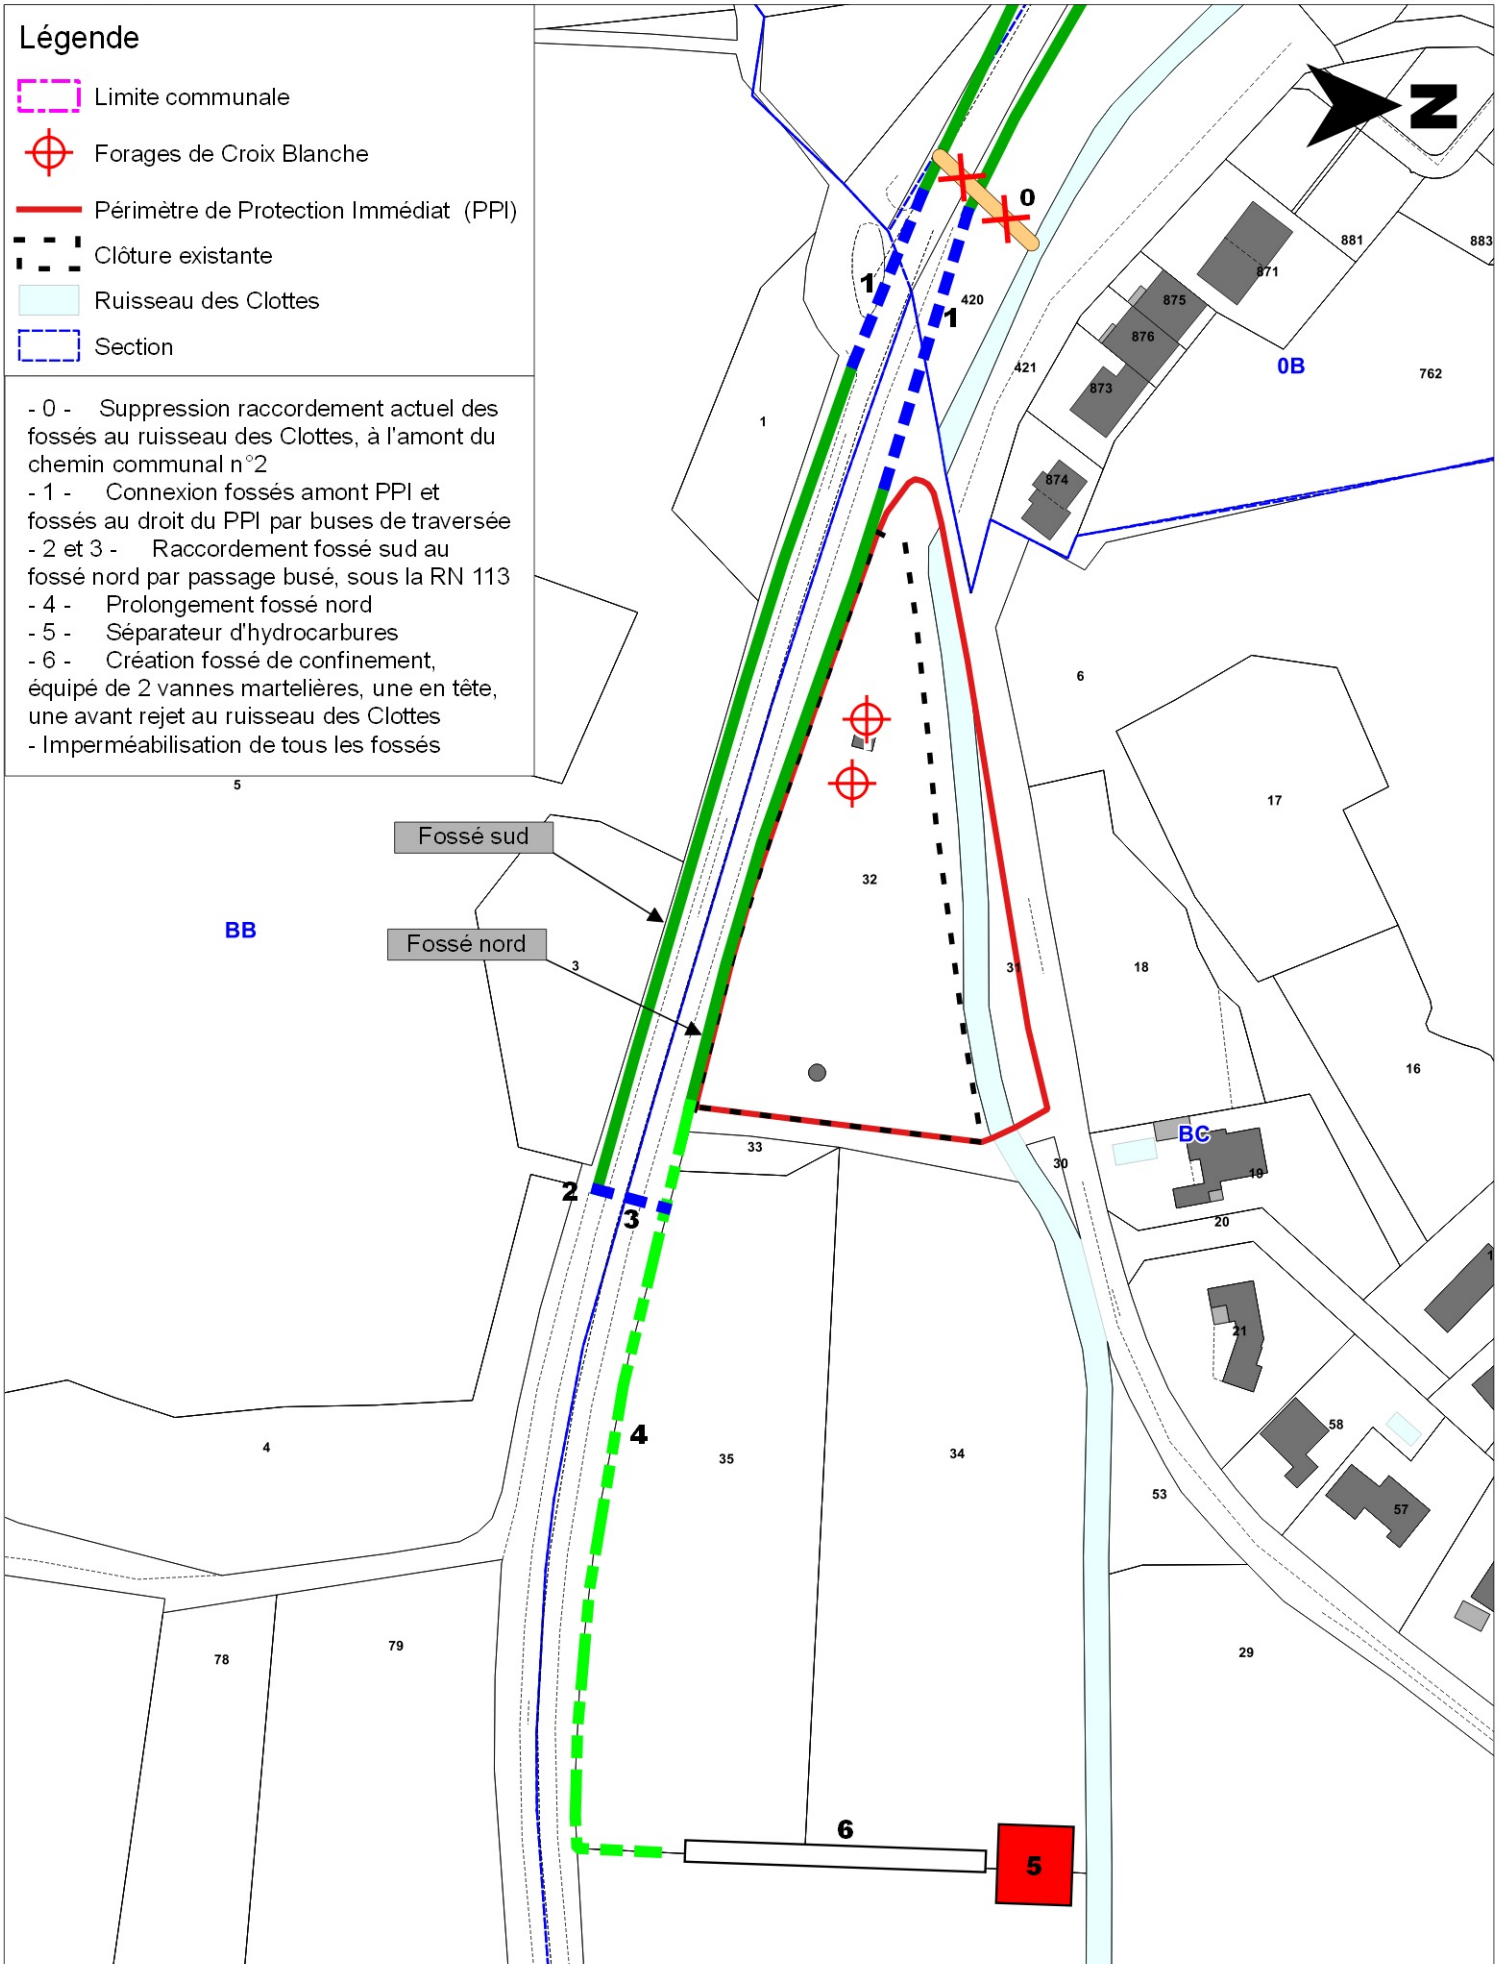 Légende
Limite communale
Forages de Croix Blanche
Périmètre de Protection Immédiat (PPI)
Clôture existante
Ruisseau des Clottes
Section
- 0 - Suppression raccordement actuel des
fossés au ruisseau des Clottes, à l'amont du
chemin communal n°2
- 1 - Connexion fossés amont PPI et
fossés au droit du PPI par buses de traversée
- 2 et 3 - Raccordement fossé sud au
fossé nord par passage busé, sous la RN 113
- 4 - Prolongement fossé nord
- 5 - Séparateur d'hydrocarbures
- 6 - Création fossé de confinement,
équipé de 2 vannes martelières, une en tête,
une avant rejet au ruisseau des Clottes
- Imperméabilisation de tous les fossés
N
0
881
883
871
875
420
1
1
876
421
0B
762
873
1
874
6
5
17
Fossé sud
32
BB
Fossé nord
3
31
18
16
BC
33
30
19
2
3
20
1
21
4
58
4
35
34
53
57
79
78
29
6
5